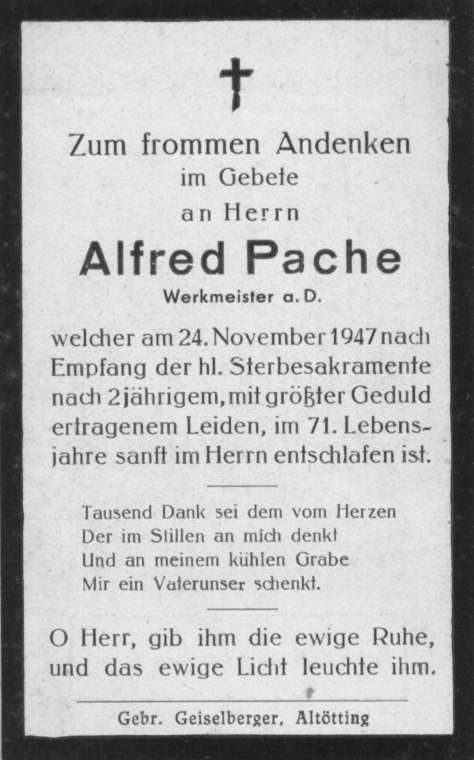 Zum frommen Andenken
im Gebete
an Herrn
Alfred Pache
Werkmeister a. D.
welcher am 24. November 1947 nach
Empfang der hl. Sterbesakramente
nach 2jährigem, mit größter Geduld
ertragenem Leiden, im 71. Lebens-
jahre sanft im Herrn entschlafen ist.
Tausend Dank sei dem vom Herzen
Der im Stillen an mich denkt
Und an meinem kühlen Grabe
Mir ein Vaterunser schenkt.
O Herr, gib ihm die ewige Ruhe,
und das ewige Licht leuchte ihm.
Gebr. Geiselberger, Altötting